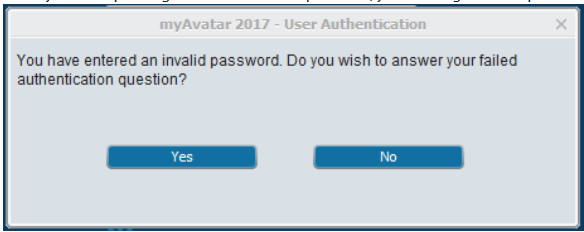 myAvatar 2017 - User Authentication
You have entered an invalid password. Do you wish to answer your failed
authentication question?
Yes No